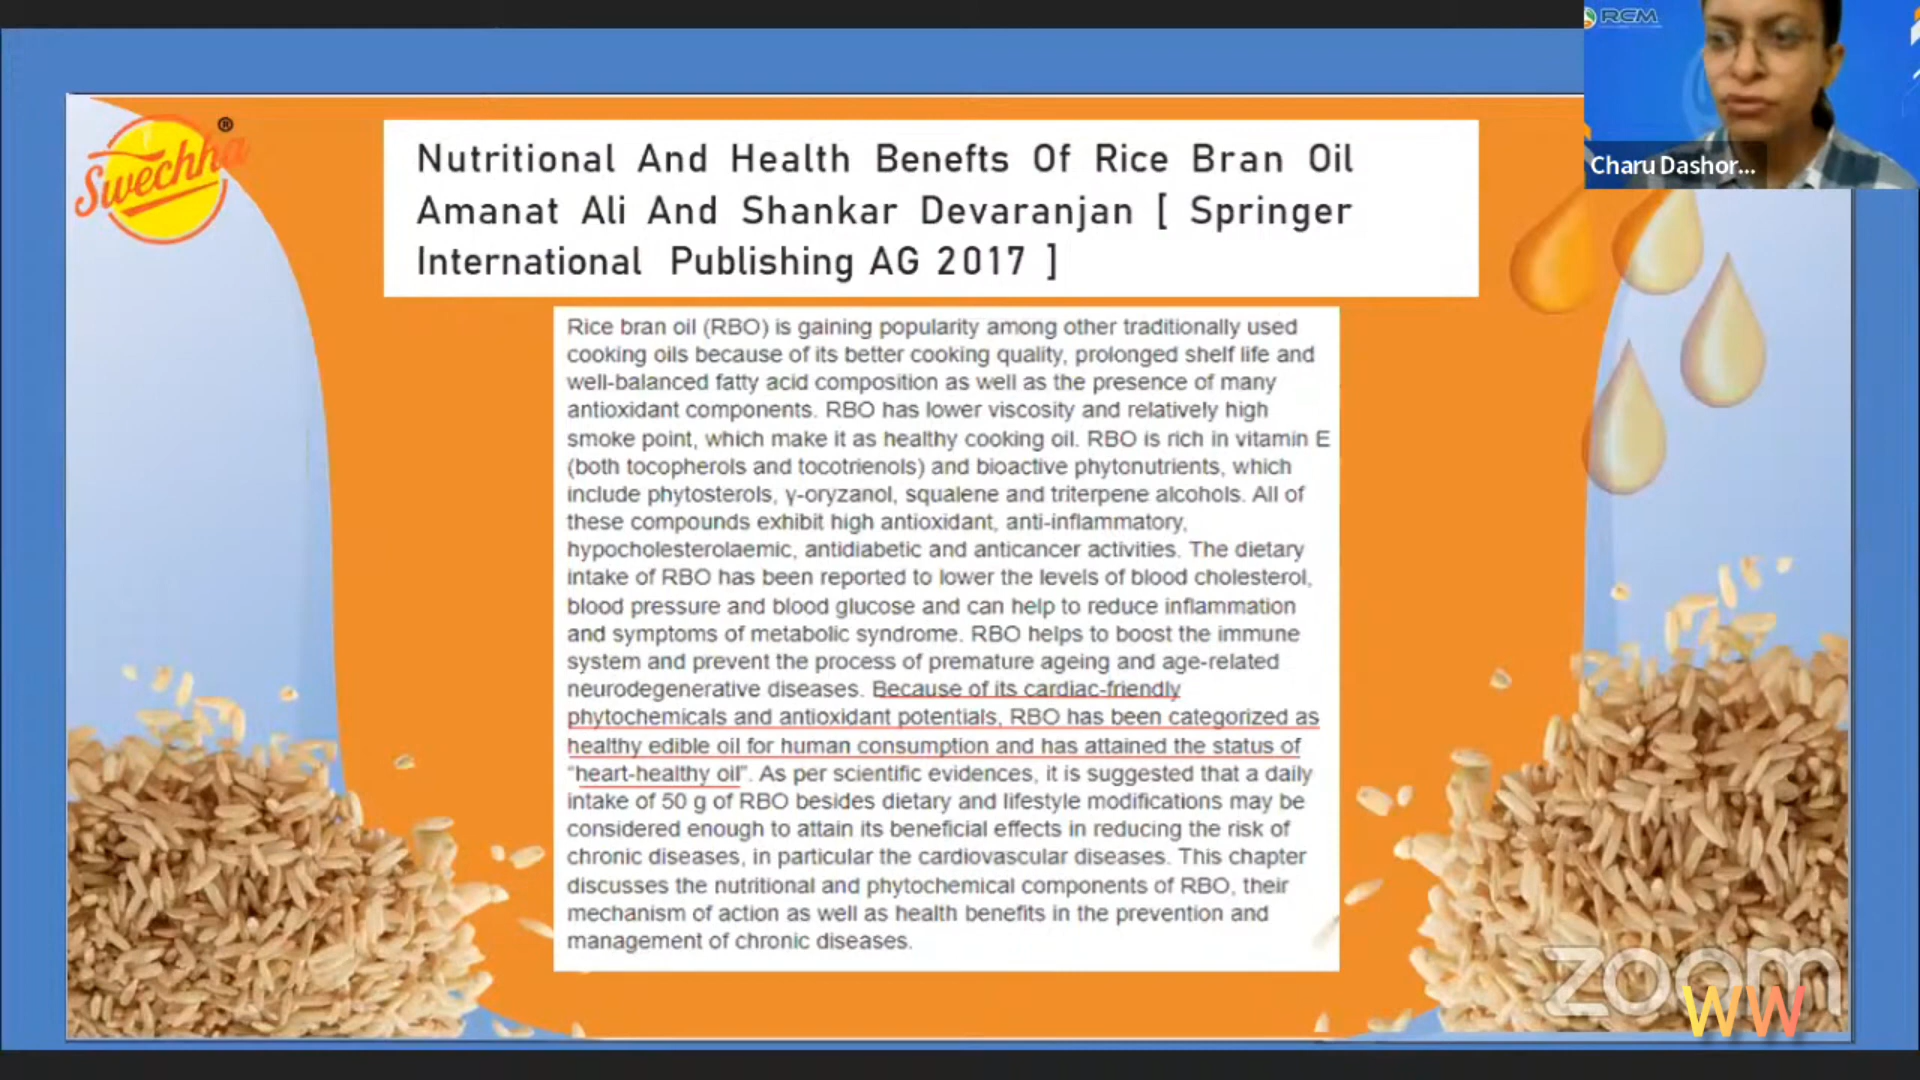 RCM
Charu Dashor...
Swechha®
Nutritional And Health Benefts Of Rice Bran Oil
Amanat Ali And Shankar Devaranjan [ Springer
International Publishing AG 2017 ]
Rice bran oil (RBO) is gaining popularity among other traditionally used
cooking oils because of its better cooking quality, prolonged shelf life and
well-balanced fatty acid composition as well as the presence of many
antioxidant components. RBO has lower viscosity and relatively high
smoke point, which make it as healthy cooking oil. RBO is rich in vitamin E
(both tocopherols and tocotrienols) and bioactive phytonutrients, which
include phytosterols, γ-oryzanol, squalene and triterpene alcohols. All of
these compounds exhibit high antioxidant, anti-inflammatory,
hypocholesterolaemic, antidiabetic and anticancer activities. The dietary
intake of RBO has been reported to lower the levels of blood cholesterol,
blood pressure and blood glucose and can help to reduce inflammation
and symptoms of metabolic syndrome. RBO helps to boost the immune
system and prevent the process of premature ageing and age-related
neurodegenerative diseases. Because of its cardiac-friendly
phytochemicals and antioxidant potentials, RBO has been categorized as
healthy edible oil for human consumption and has attained the status of
“heart-healthy oil”. As per scientific evidences, it is suggested that a daily
intake of 50 g of RBO besides dietary and lifestyle modifications may be
considered enough to attain its beneficial effects in reducing the risk of
chronic diseases, in particular the cardiovascular diseases. This chapter
discusses the nutritional and phytochemical components of RBO, their
mechanism of action as well as health benefits in the prevention and
management of chronic diseases.
zoom
WW